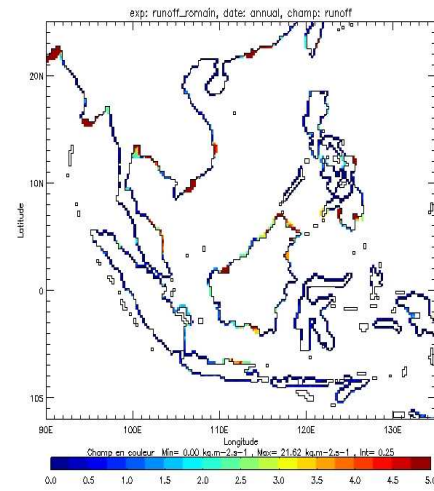 exp: runoff_romain, date: annual, champ: runoff
20N
10N
0
10S
Latitude
90E 100E 110E 120E 130E
Longitude
Champ en couleur Min= 0.00 kg.m-2.s-1 , Max= 21.62 kg.m-2.s-1 , Int= 0.25
0.0 0.5 1.0 1.5 2.0 2.5 3.0 3.5 4.0 4.5 5.0